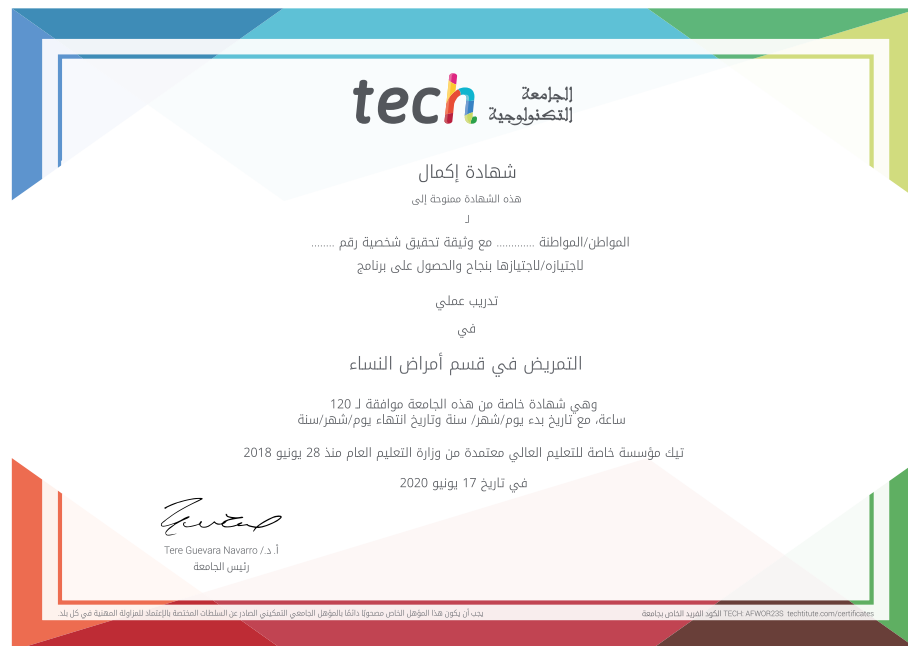 tech الجامعة
التكنولوجية
شهادة إكمال
هذه الشهادة ممنوحة إلى
لـ
المواطن/المواطنة ............ مع وثيقة تحقيق شخصية رقم ........
لاجتيازه/لاجتيازها بنجاح والحصول على برنامج
تدريب عملي
في
التمريض في قسم أمراض النساء
وهي شهادة خاصة من هذه الجامعة موافقة لـ 120
ساعة، مع تاريخ بدء يوم/شهر/ سنة وتاريخ انتهاء يوم/شهر/سنة
تيك مؤسسة خاصة للتعليم العالي معتمدة من وزارة التعليم العام منذ 28 يونيو 2018
في تاريخ 17 يونيو 2020
أ.د./ Tere Guevara Navarro
رئيس الجامعة
يجب أن يكون هذا المؤهل الخاص مصحوبًا دائمًا بالمؤهل الجامعي التمكيني الصادر عن السلطات المختصة بالإعتماد للمزاولة المهنية في كل بلد.
الكود الفريد الخاص بجامعة TECH: AFWOR23S techtitute.com/certificates